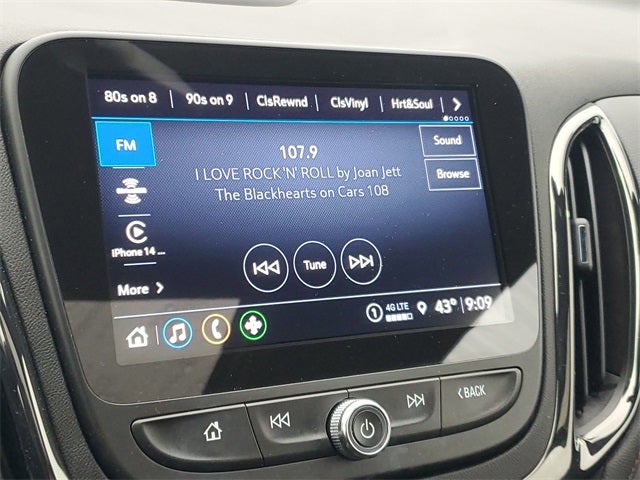 80s on 8 | 90s on 9 | ClsRewnd | ClsVinyl | Hrt&Soul
FM
107.9
I LOVE ROCK 'N' ROLL by Joan Jett
The Blackhearts on Cars 108
Sound
Browse
iPhone 14 ...
Tune
More
1 4G LTE 43° 9:09
< BACK